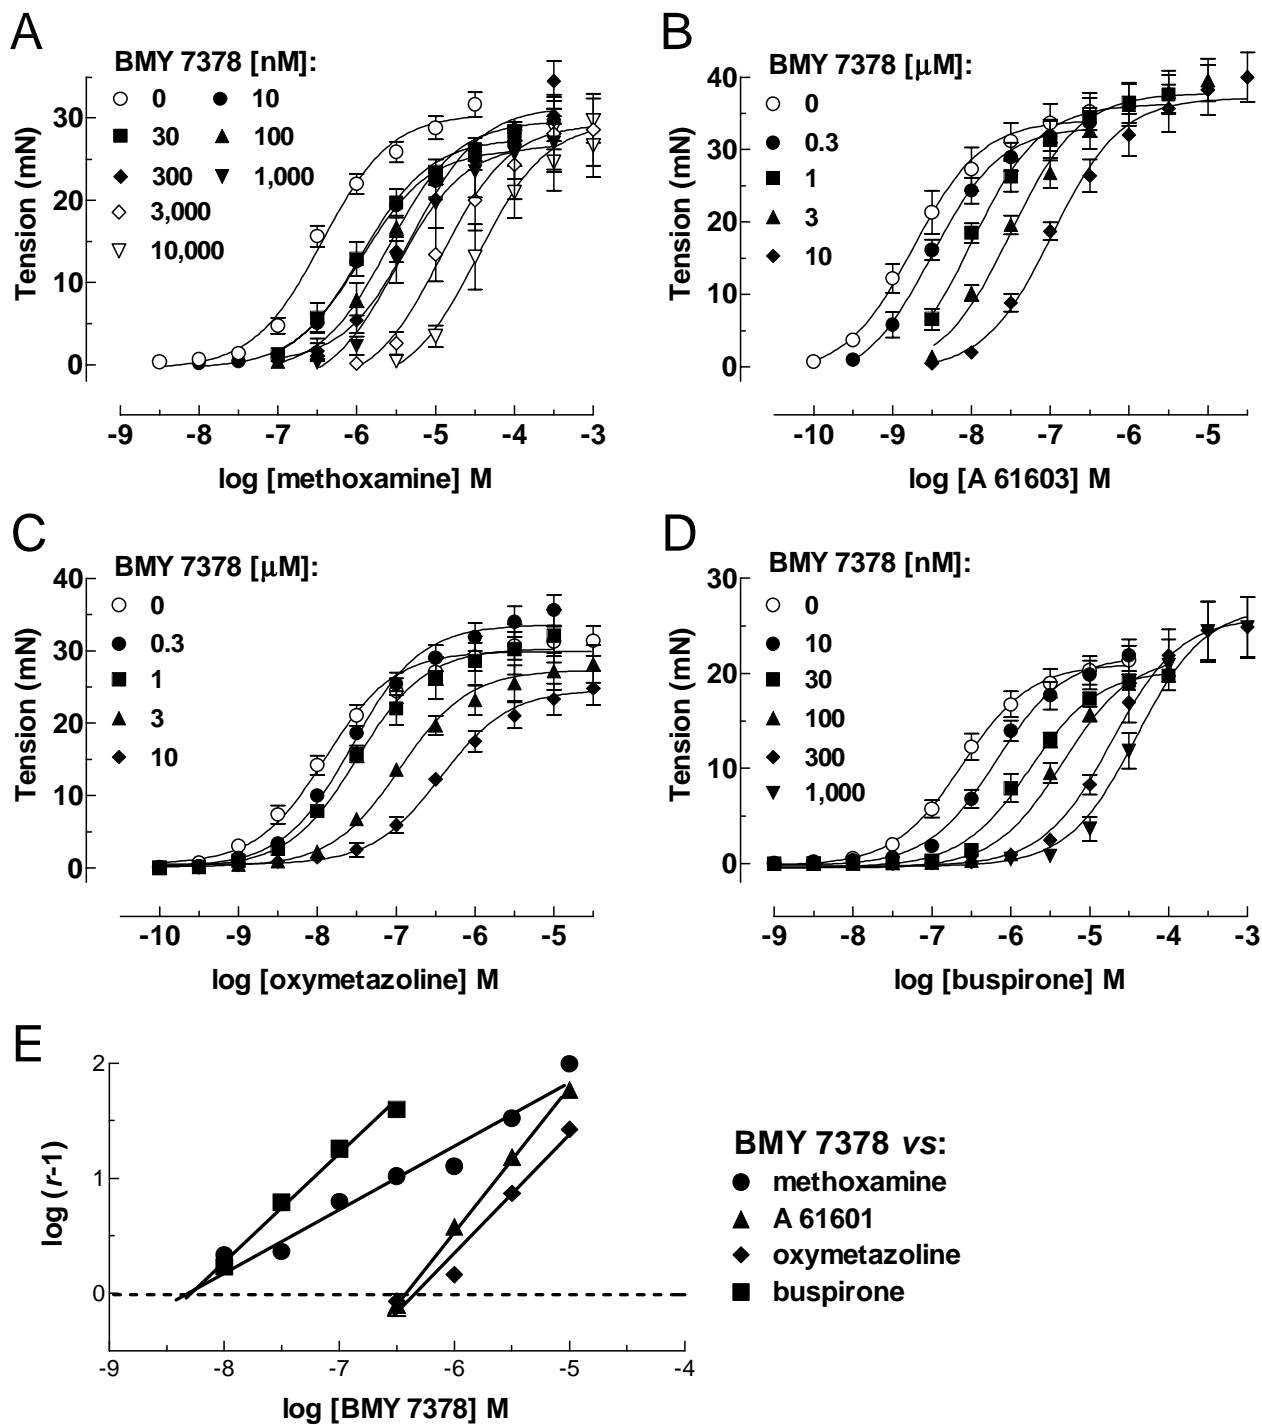 A
BMY 7378 [nM]:
0 10
30 100
300 1,000
3,000
10,000
Tension (mN)
30
20
10
0
-9 -8 -7 -6 -5 -4 -3
log [methoxamine] M
B
BMY 7378 [μM]:
0
0.3
1
3
10
Tension (mN)
40
30
20
10
0
-10 -9 -8 -7 -6 -5
log [A 61603] M
C
BMY 7378 [μM]:
0
0.3
1
3
10
Tension (mN)
40
30
20
10
0
-10 -9 -8 -7 -6 -5
log [oxymetazoline] M
D
BMY 7378 [nM]:
0
10
30
100
300
1,000
Tension (mN)
30
20
10
0
-9 -8 -7 -6 -5 -4 -3
log [buspirone] M
E
log (r-1)
2
1
0
-9 -8 -7 -6 -5 -4
log [BMY 7378] M
BMY 7378 vs:
methoxamine
A 61601
oxymetazoline
buspirone